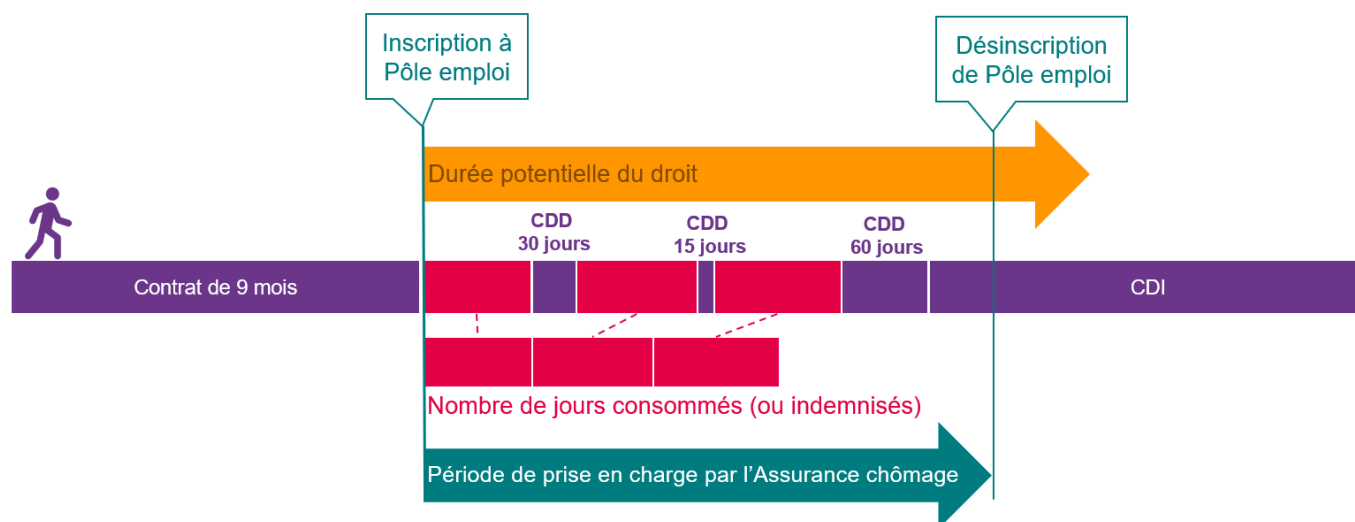 Inscription à
Pôle emploi
Désinscription
de Pôle emploi
Durée potentielle du droit
CDD
30 jours
CDD
15 jours
CDD
60 jours
Contrat de 9 mois
CDI
Nombre de jours consommés (ou indemnisés)
Période de prise en charge par l'Assurance chômage